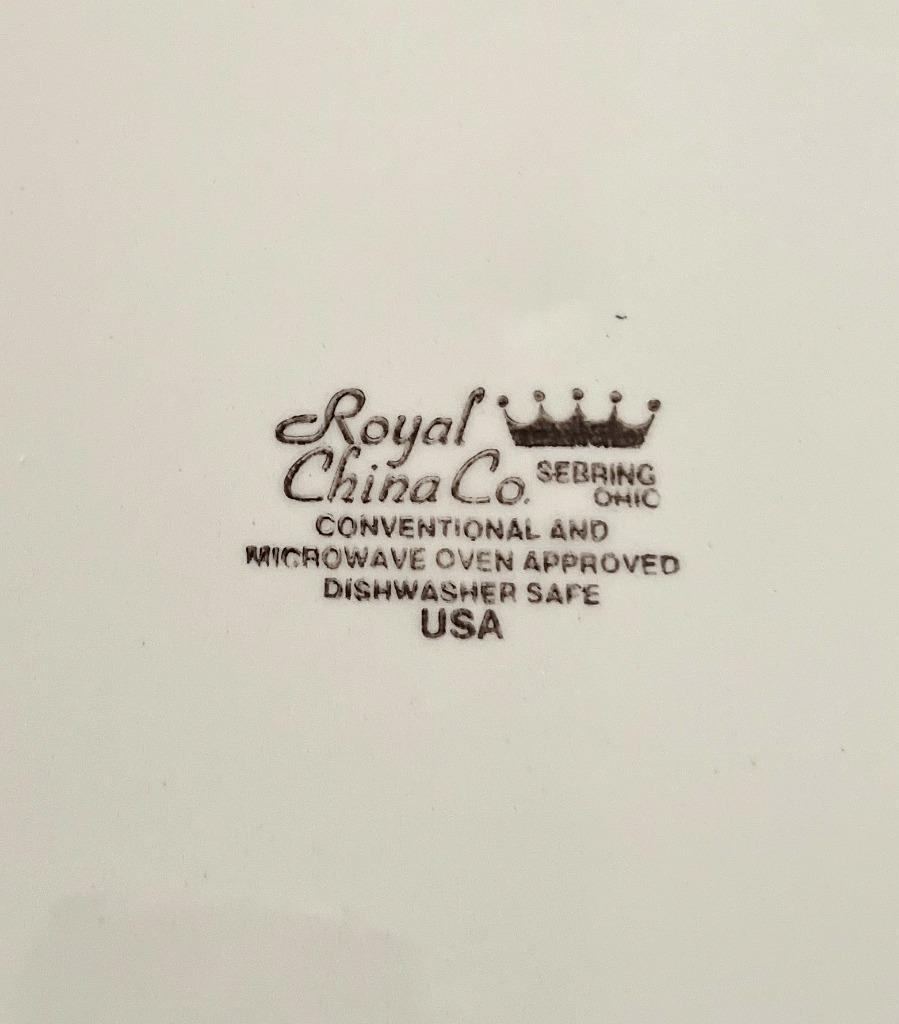 Royal
China Co. SEBRING
OHIO
CONVENTIONAL AND
MICROWAVE OVEN APPROVED
DISHWASHER SAFE
USA